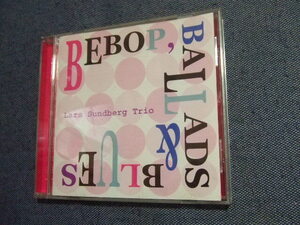 BEBOP,
BALLADS
&
BLUES
Lars Sundberg Trio